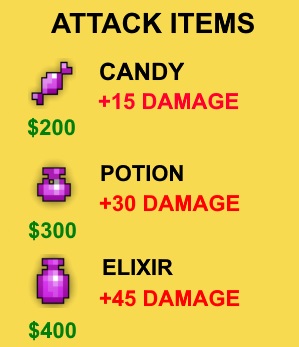 ATTACK ITEMS
CANDY
+15 DAMAGE
$200
POTION
+30 DAMAGE
$300
ELIXIR
+45 DAMAGE
$400